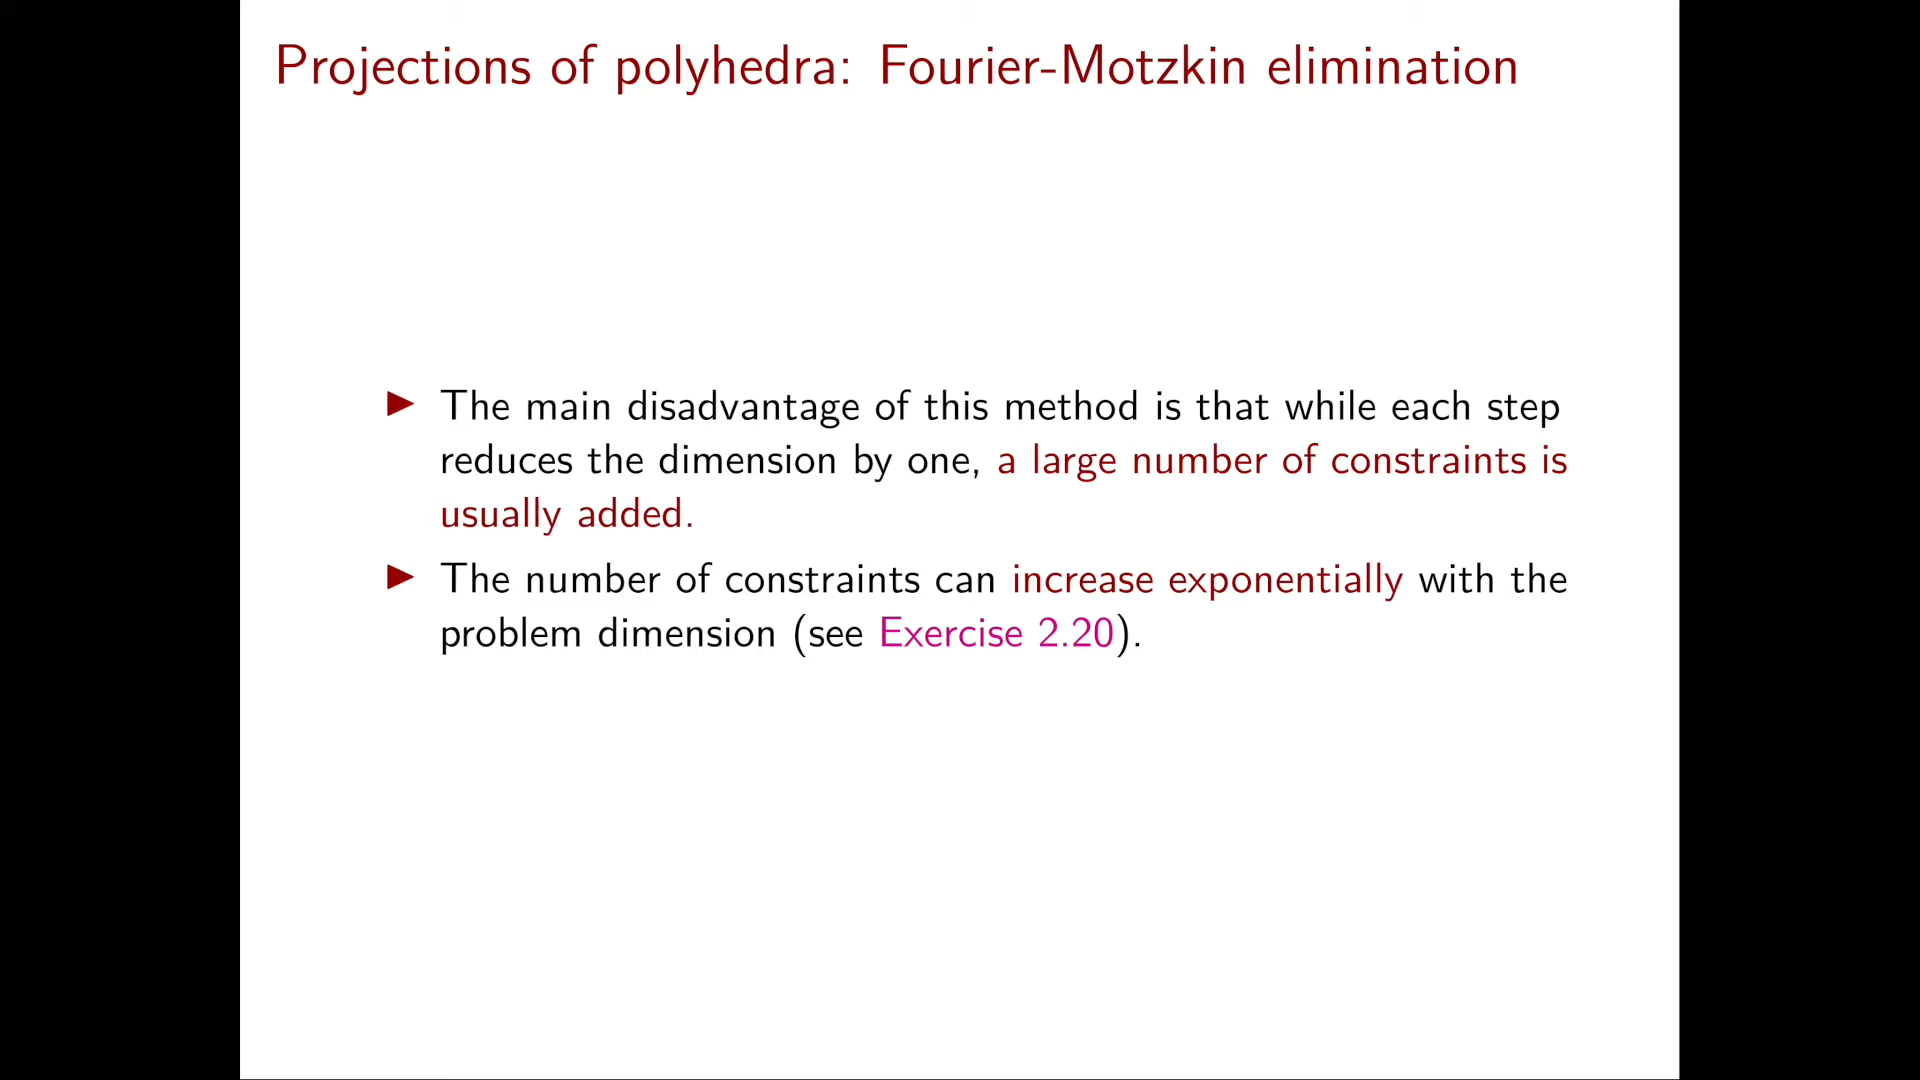 Projections of polyhedra: Fourier-Motzkin elimination
▶ The main disadvantage of this method is that while each step
reduces the dimension by one, a large number of constraints is
usually added.
▶ The number of constraints can increase exponentially with the
problem dimension (see Exercise 2.20).